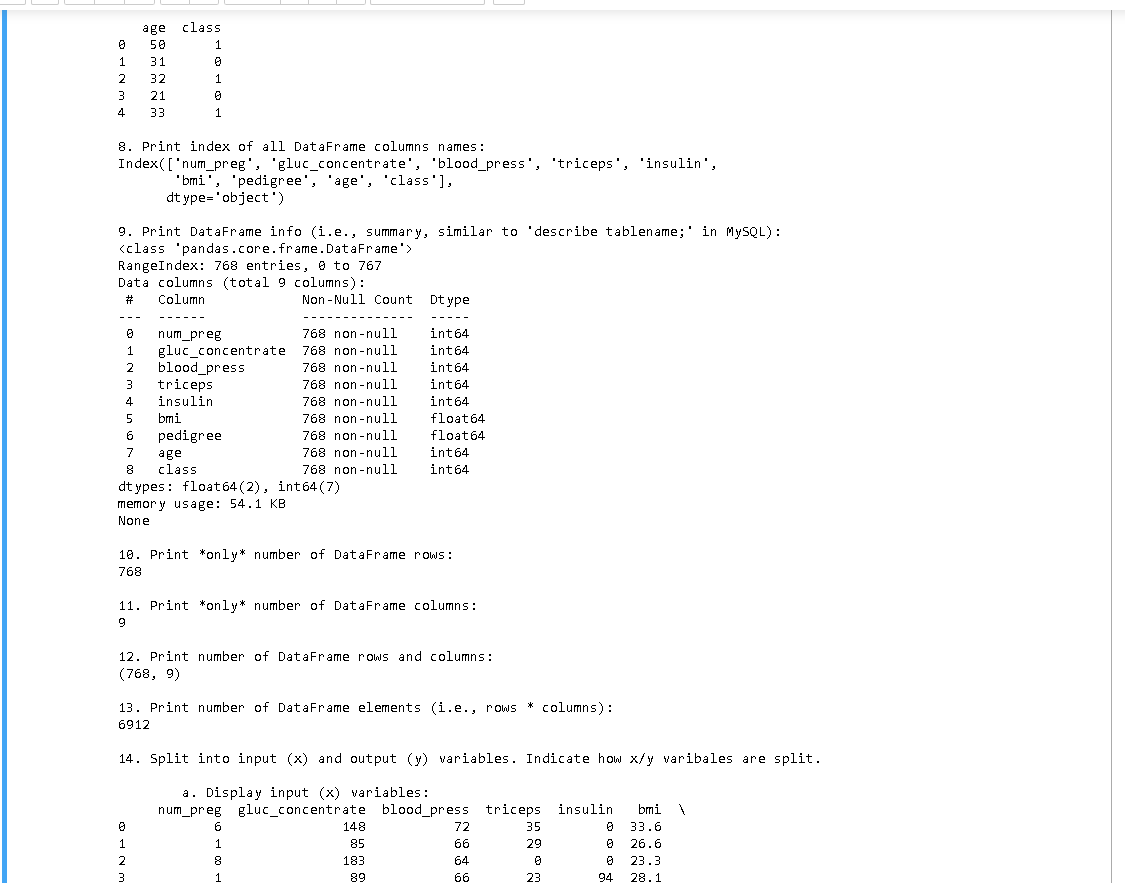 age class
0 50 1
1 31 0
2 32 1
3 21 0
4 33 1
8. Print index of all DataFrame columns names:
Index(['num_preg', 'gluc_concentrate', 'blood_press', 'triceps', 'insulin',
'bmi', 'pedigree', 'age', 'class'],
dtype='object')
9. Print DataFrame info (i.e., summary, similar to 'describe tablename;' in MySQL):
<class 'pandas.core.frame.DataFrame'>
RangeIndex: 768 entries, 0 to 767
Data columns (total 9 columns):
# Column Non-Null Count Dtype
--- ------ -------------- -----
0 num_preg 768 non-null int64
1 gluc_concentrate 768 non-null int64
2 blood_press 768 non-null int64
3 triceps 768 non-null int64
4 insulin 768 non-null int64
5 bmi 768 non-null float64
6 pedigree 768 non-null float64
7 age 768 non-null int64
8 class 768 non-null int64
dtypes: float64(2), int64(7)
memory usage: 54.1 KB
None
10. Print *only* number of DataFrame rows:
768
11. Print *only* number of DataFrame columns:
9
12. Print number of DataFrame rows and columns:
(768, 9)
13. Print number of DataFrame elements (i.e., rows * columns):
6912
14. Split into input (x) and output (y) variables. Indicate how x/y varibales are split.
a. Display input (x) variables:
num_preg gluc_concentrate blood_press triceps insulin bmi \
0 6 148 72 35 0 33.6
1 1 85 66 29 0 26.6
2 8 183 64 0 0 23.3
3 1 89 66 23 94 28.1